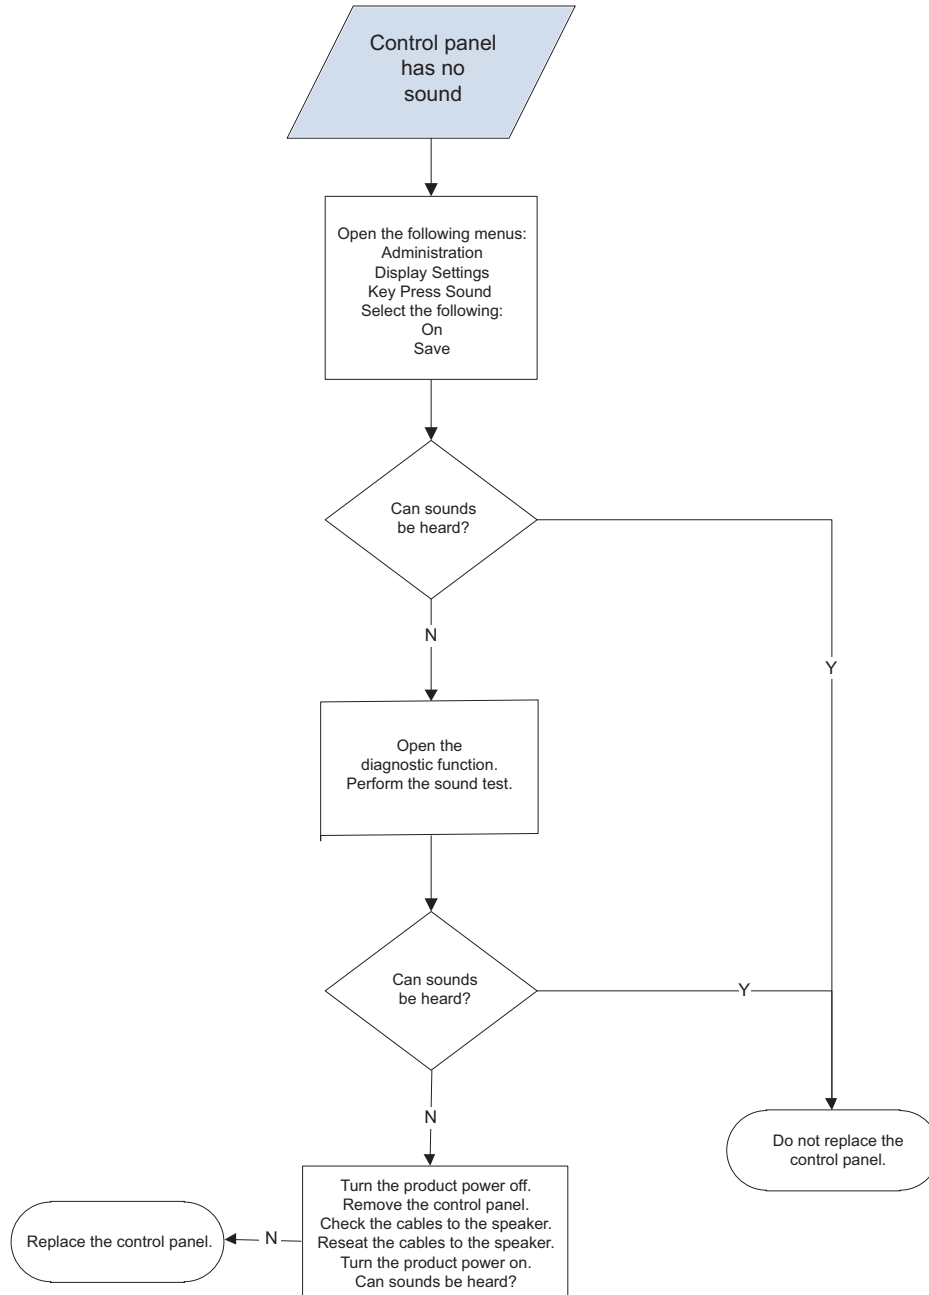 Control panel
has no
sound
Open the following menus:
Administration
Display Settings
Key Press Sound
Select the following:
On
Save
Can sounds
be heard?
N
Y
Open the
diagnostic function.
Perform the sound test.
Can sounds
be heard?
Y
N
Do not replace the
control panel.
Turn the product power off.
Remove the control panel.
Check the cables to the speaker.
Reseat the cables to the speaker.
Turn the product power on.
Can sounds be heard?
N
Replace the control panel.